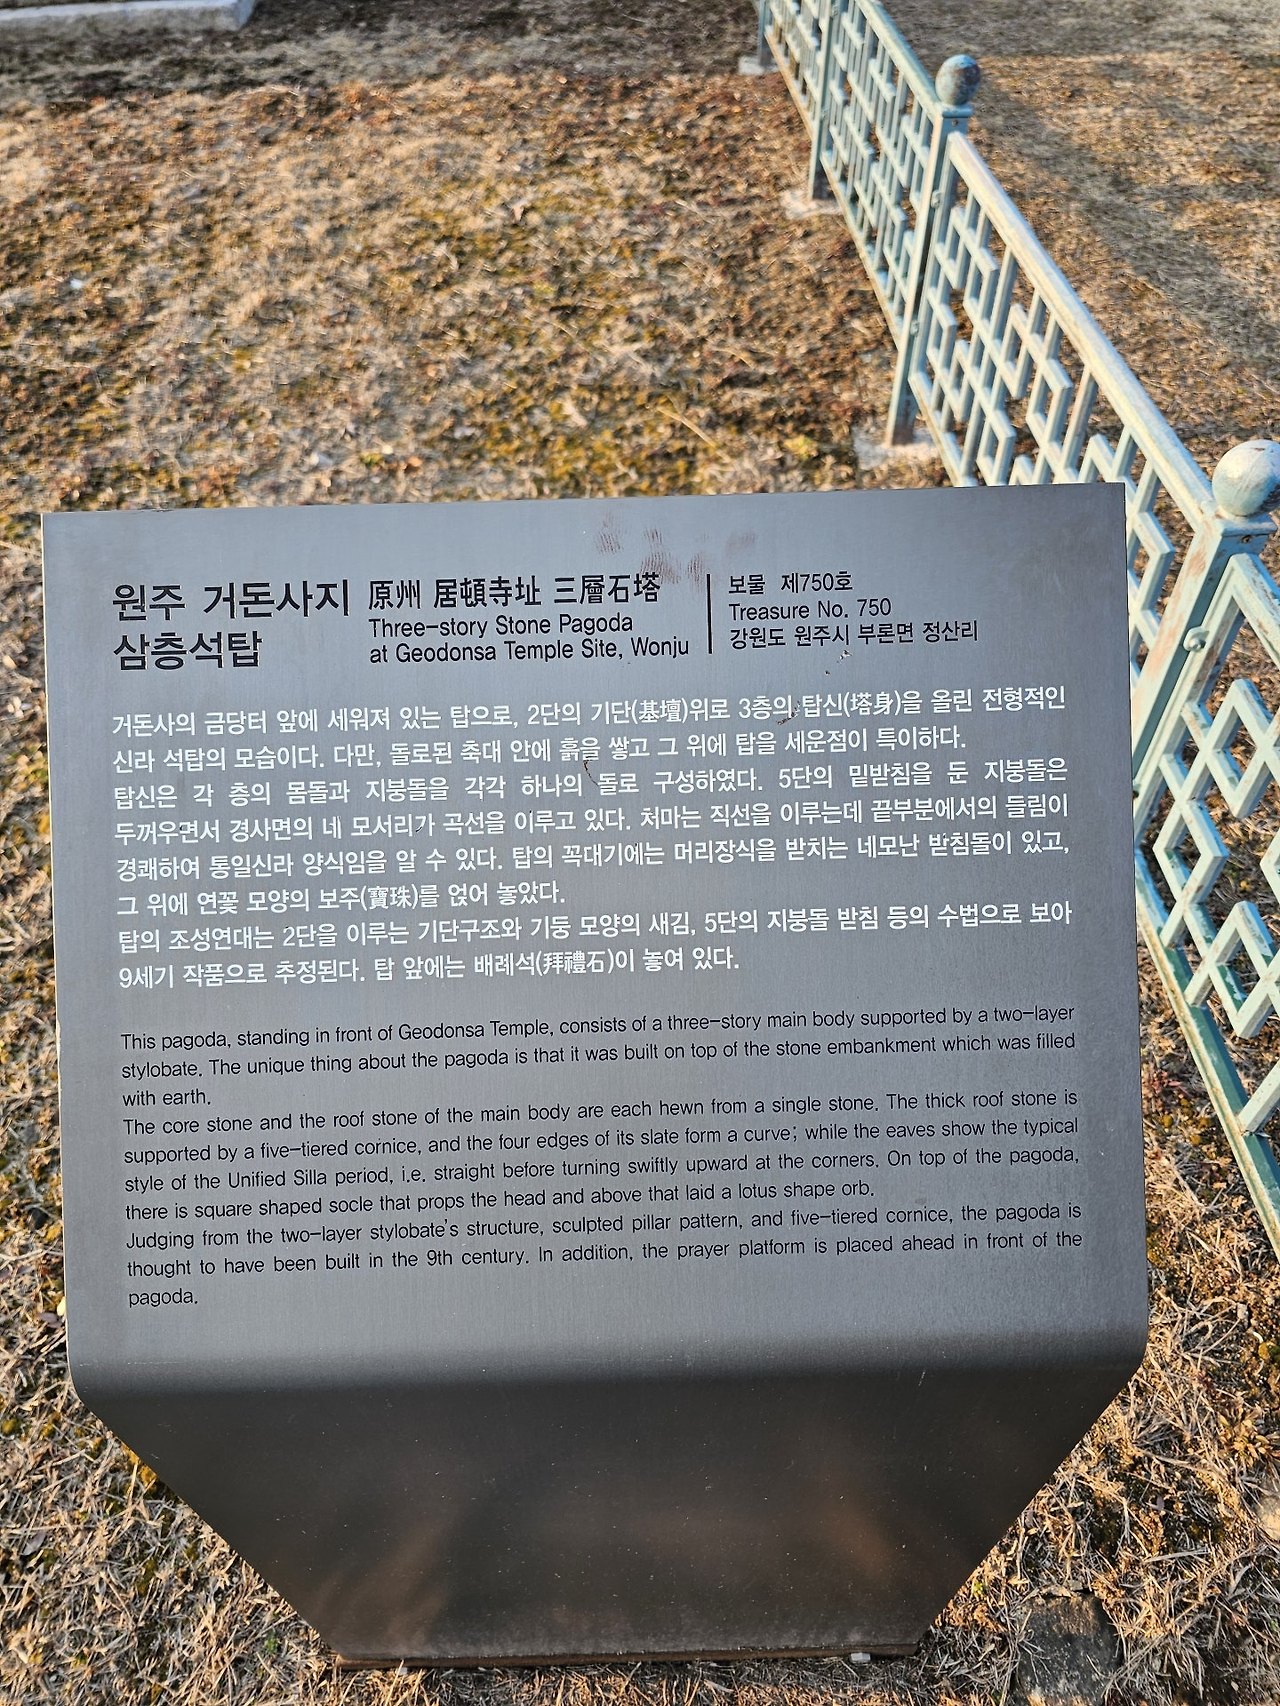 원주 거돈사지
삼층석탑
原州 居頓寺址 三層石塔
Three-story Stone Pagoda
at Geodonsa Temple Site, Wonju
보물 제750호
Treasure No. 750
강원도 원주시 부론면 정산리
거돈사의 금당터 앞에 세워져 있는 탑으로, 2단의 기단(基壇)위로 3층의 탑신(塔身)을 올린 전형적인
신라 석탑의 모습이다. 다만, 돌로된 축대 안에 흙을 쌓고 그 위에 탑을 세운점이 특이하다.
탑신은 각 층의 몸돌과 지붕돌을 각각 하나의 돌로 구성하였다. 5단의 밑받침을 둔 지붕돌은
두꺼우면서 경사면의 네 모서리가 곡선을 이루고 있다. 처마는 직선을 이루는데 끝부분에서의 들림이
경쾌하여 통일신라 양식임을 알 수 있다. 탑의 꼭대기에는 머리장식을 받치는 네모난 받침돌이 있고,
그 위에 연꽃 모양의 보주(寶珠)를 얹어 놓았다.
탑의 조성연대는 2단을 이루는 기단구조와 기둥 모양의 새김, 5단의 지붕돌 받침 등의 수법으로 보아
9세기 작품으로 추정된다. 탑 앞에는 배례석(拜禮石)이 놓여 있다.
This pagoda, standing in front of Geodonsa Temple, consists of a three-story main body supported by a two-layer
stylobate. The unique thing about the pagoda is that it was built on top of the stone embankment which was filled
with earth.
The core stone and the roof stone of the main body are each hewn from a single stone. The thick roof stone is
supported by a five-tiered cornice, and the four edges of its slate form a curve; while the eaves show the typical
style of the Unified Silla period, i.e. straight before turning swiftly upward at the corners. On top of the pagoda,
there is square shaped socle that props the head and above that laid a lotus shape orb.
Judging from the two-layer stylobate's structure, sculpted pillar pattern, and five-tiered cornice, the pagoda is
thought to have been built in the 9th century. In addition, the prayer platform is placed ahead in front of the
pagoda.